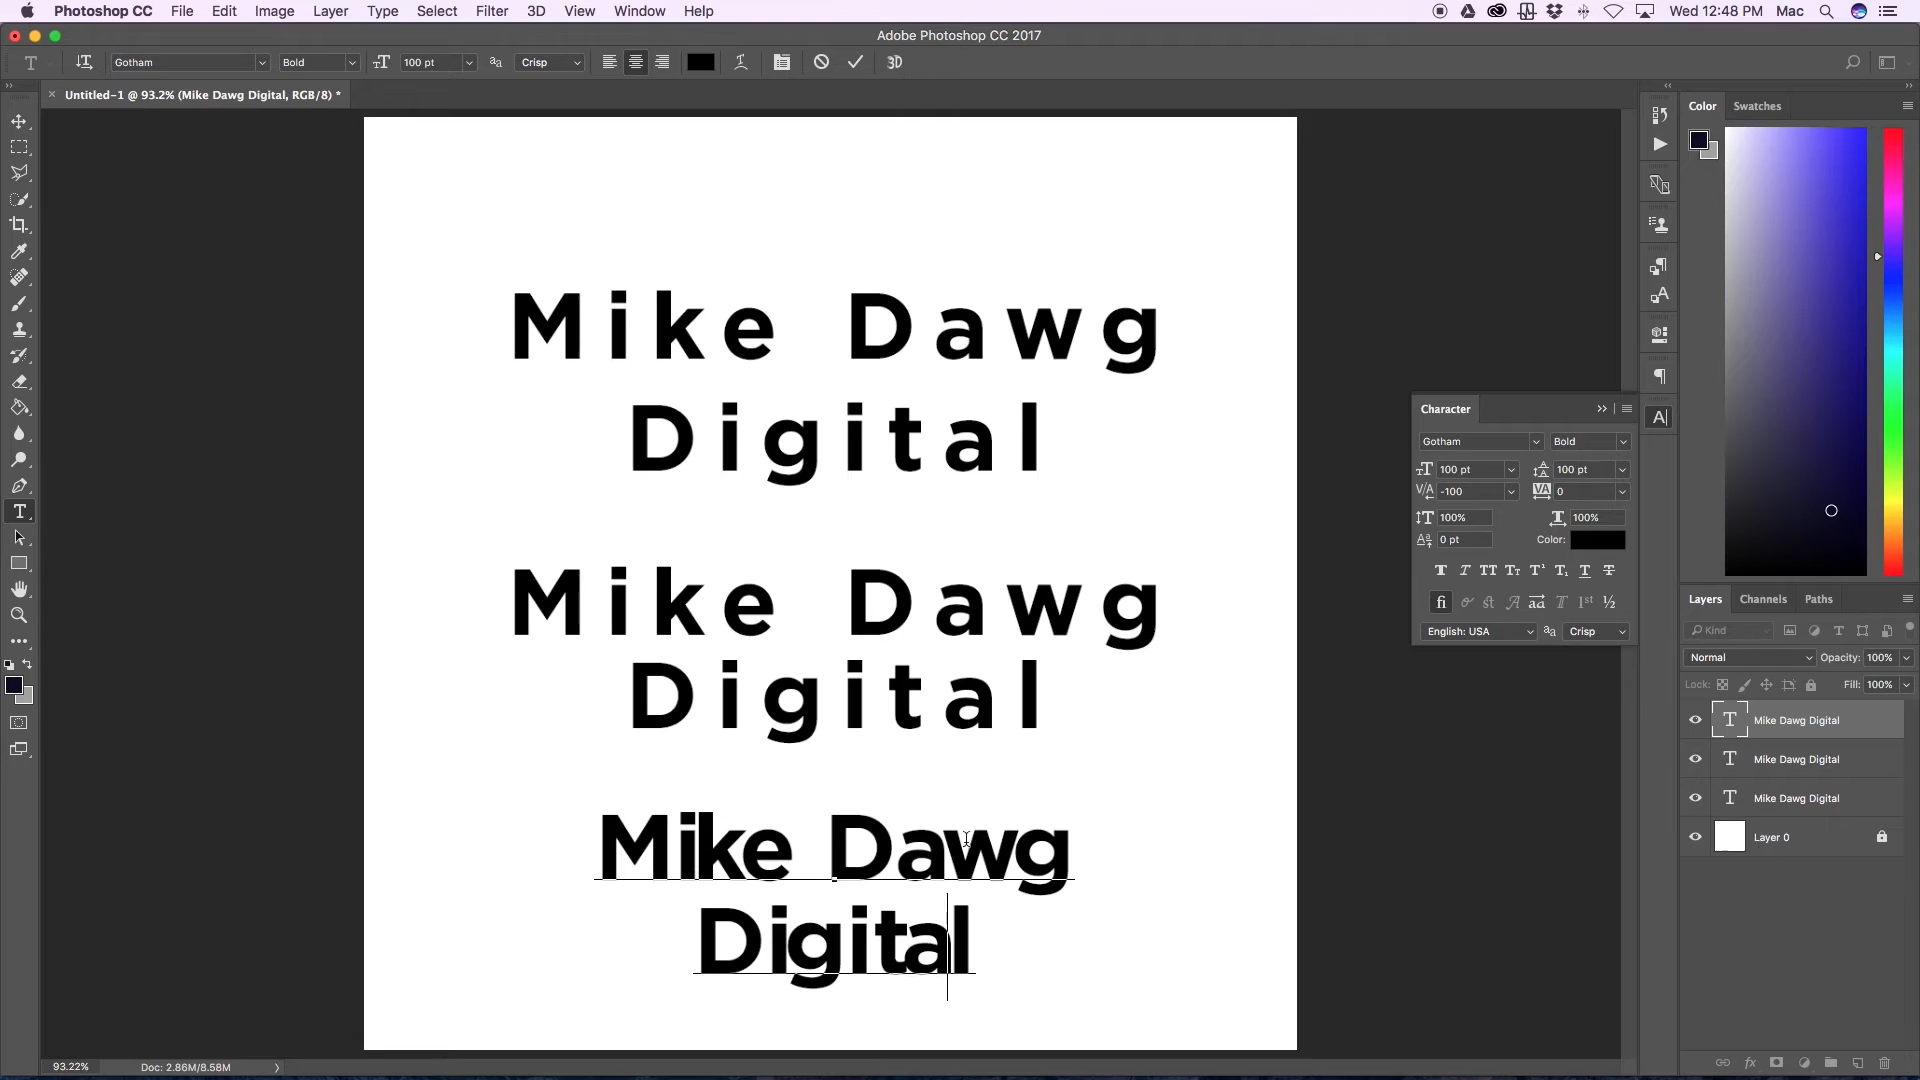 Photoshop CC File Edit Image Layer Type Select Filter 3D View Window Help Wed 12:48 PM Mac
Adobe Photoshop CC 2017
Gotham Bold 100 pt Crisp 3D
Untitled-1 @ 93.2% (Mike Dawg Digital, RGB/8) *
Color Swatches
Mike Dawg
Digital
Mike Dawg
Digital
Mike Dawg
Digital
Character
Gotham Bold
100 pt 100 pt
-100 0
100% 100%
0 pt Color:
English: USA Crisp
Layers Channels Paths
Kind
Normal Opacity: 100%
Lock: Fill: 100%
Mike Dawg Digital
Mike Dawg Digital
Mike Dawg Digital
Layer 0
93.22% Doc: 2.86M/8.58M